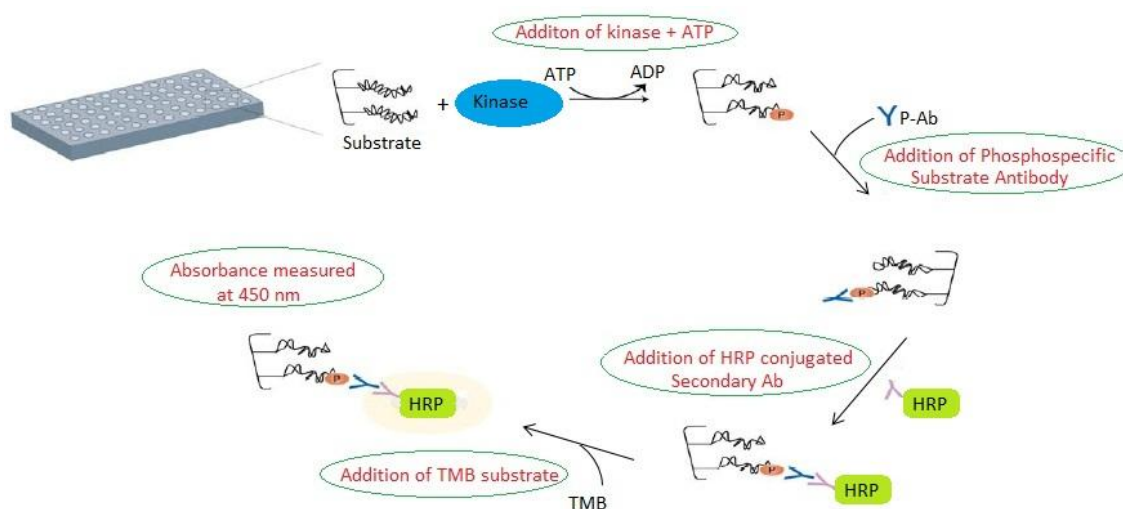 Additon of kinase + ATP
ATP
ADP
+
Kinase
Substrate
P
P-Ab
Addition of Phosphospecific
Substrate Antibody
P
Addition of HRP conjugated
Secondary Ab
HRP
P
HRP
TMB
Addition of TMB substrate
Absorbance measured
at 450 nm
P
HRP